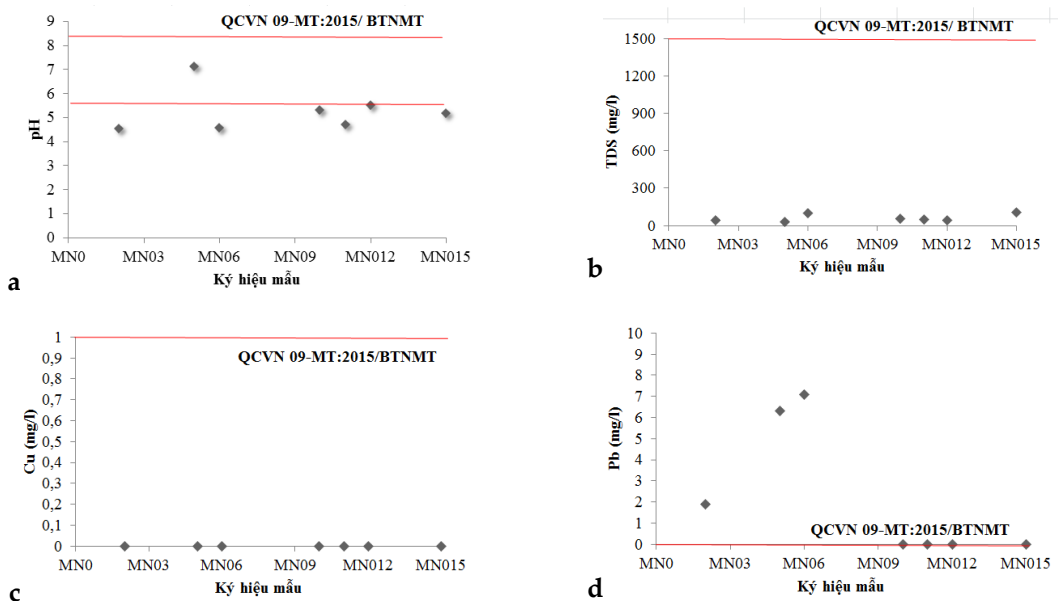 QCVN 09-MT:2015/ BTNMT
9
8
7
6
5
4
3
2
1
0
pH
MN0 MN03 MN06 MN09 MN012 MN015
Ký hiệu mẫu
a
QCVN 09-MT:2015/ BTNMT
1500
1200
900
600
300
0
TDS (mg/l)
MN0 MN03 MN06 MN09 MN012 MN015
Ký hiệu mẫu
b
1
0,9
0,8
0,7
0,6
0,5
0,4
0,3
0,2
0,1
0
Cu (mg/l)
QCVN 09-MT:2015/BTNMT
MN0 MN03 MN06 MN09 MN012 MN015
Ký hiệu mẫu
c
10
9
8
7
6
5
4
3
2
1
0
Pb (mg/l)
QCVN 09-MT:2015/BTNMT
MN0 MN03 MN06 MN09 MN012 MN015
Ký hiệu mẫu
d